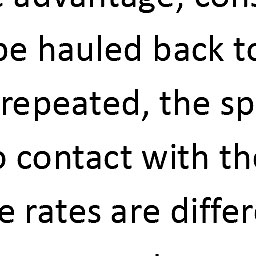 advantage, cons
be hauled back to
repeated, the sp
o contact with the
e rates are differe